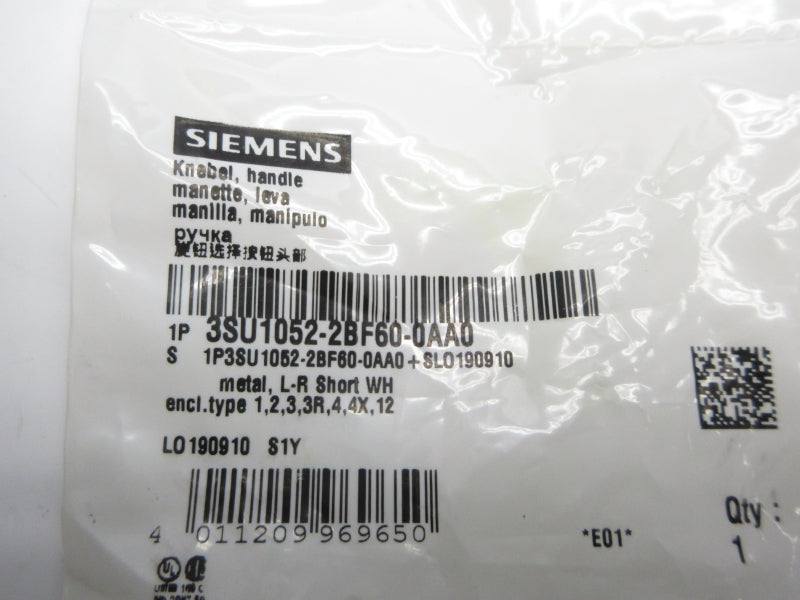 SIEMENS
Knebel, handle
manette, leva
manilla, manipulo
ручка
旋钮选择按钮头部
1P 3SU1052-2BF60-0AA0
S 1P3SU1052-2BF60-0AA0+SLO190910
metal, L-R Short WH
encl.type 1,2,3,3R,4,4X,12
LO190910 S1Y
4 011209 969650
*E01*
Qty :
1
UL
LISTED